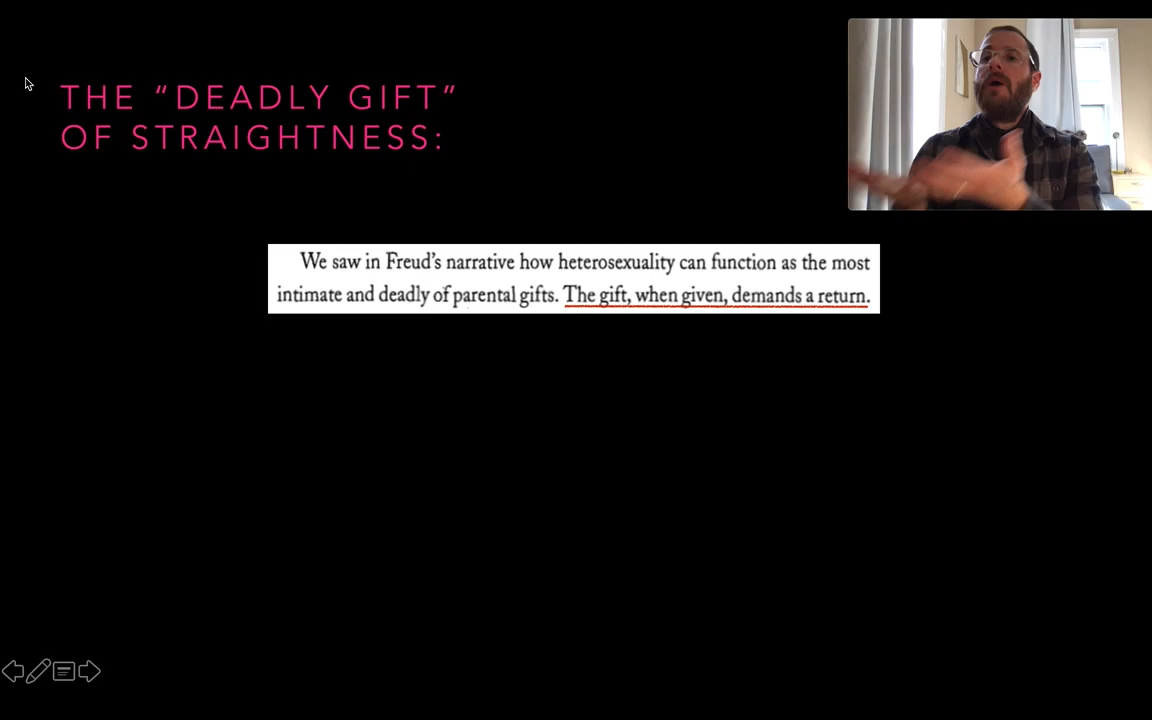 THE “DEADLY GIFT”
OF STRAIGHTNESS:
We saw in Freud’s narrative how heterosexuality can function as the most
intimate and deadly of parental gifts. The gift, when given, demands a return.